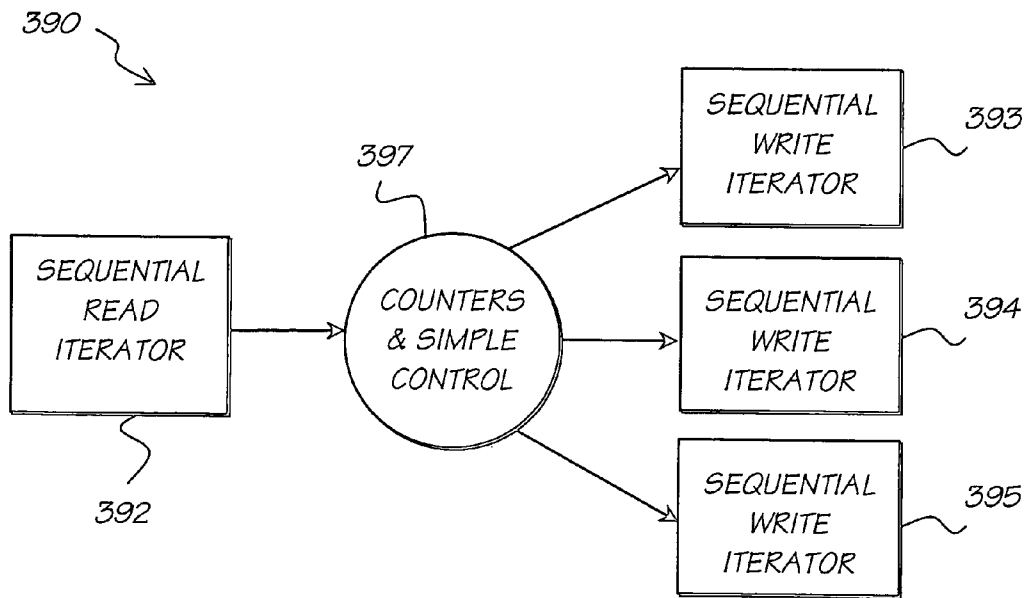 390
SEQUENTIAL
READ
ITERATOR
392
397
COUNTERS
& SIMPLE
CONTROL
SEQUENTIAL
WRITE
ITERATOR
393
SEQUENTIAL
WRITE
ITERATOR
394
SEQUENTIAL
WRITE
ITERATOR
395